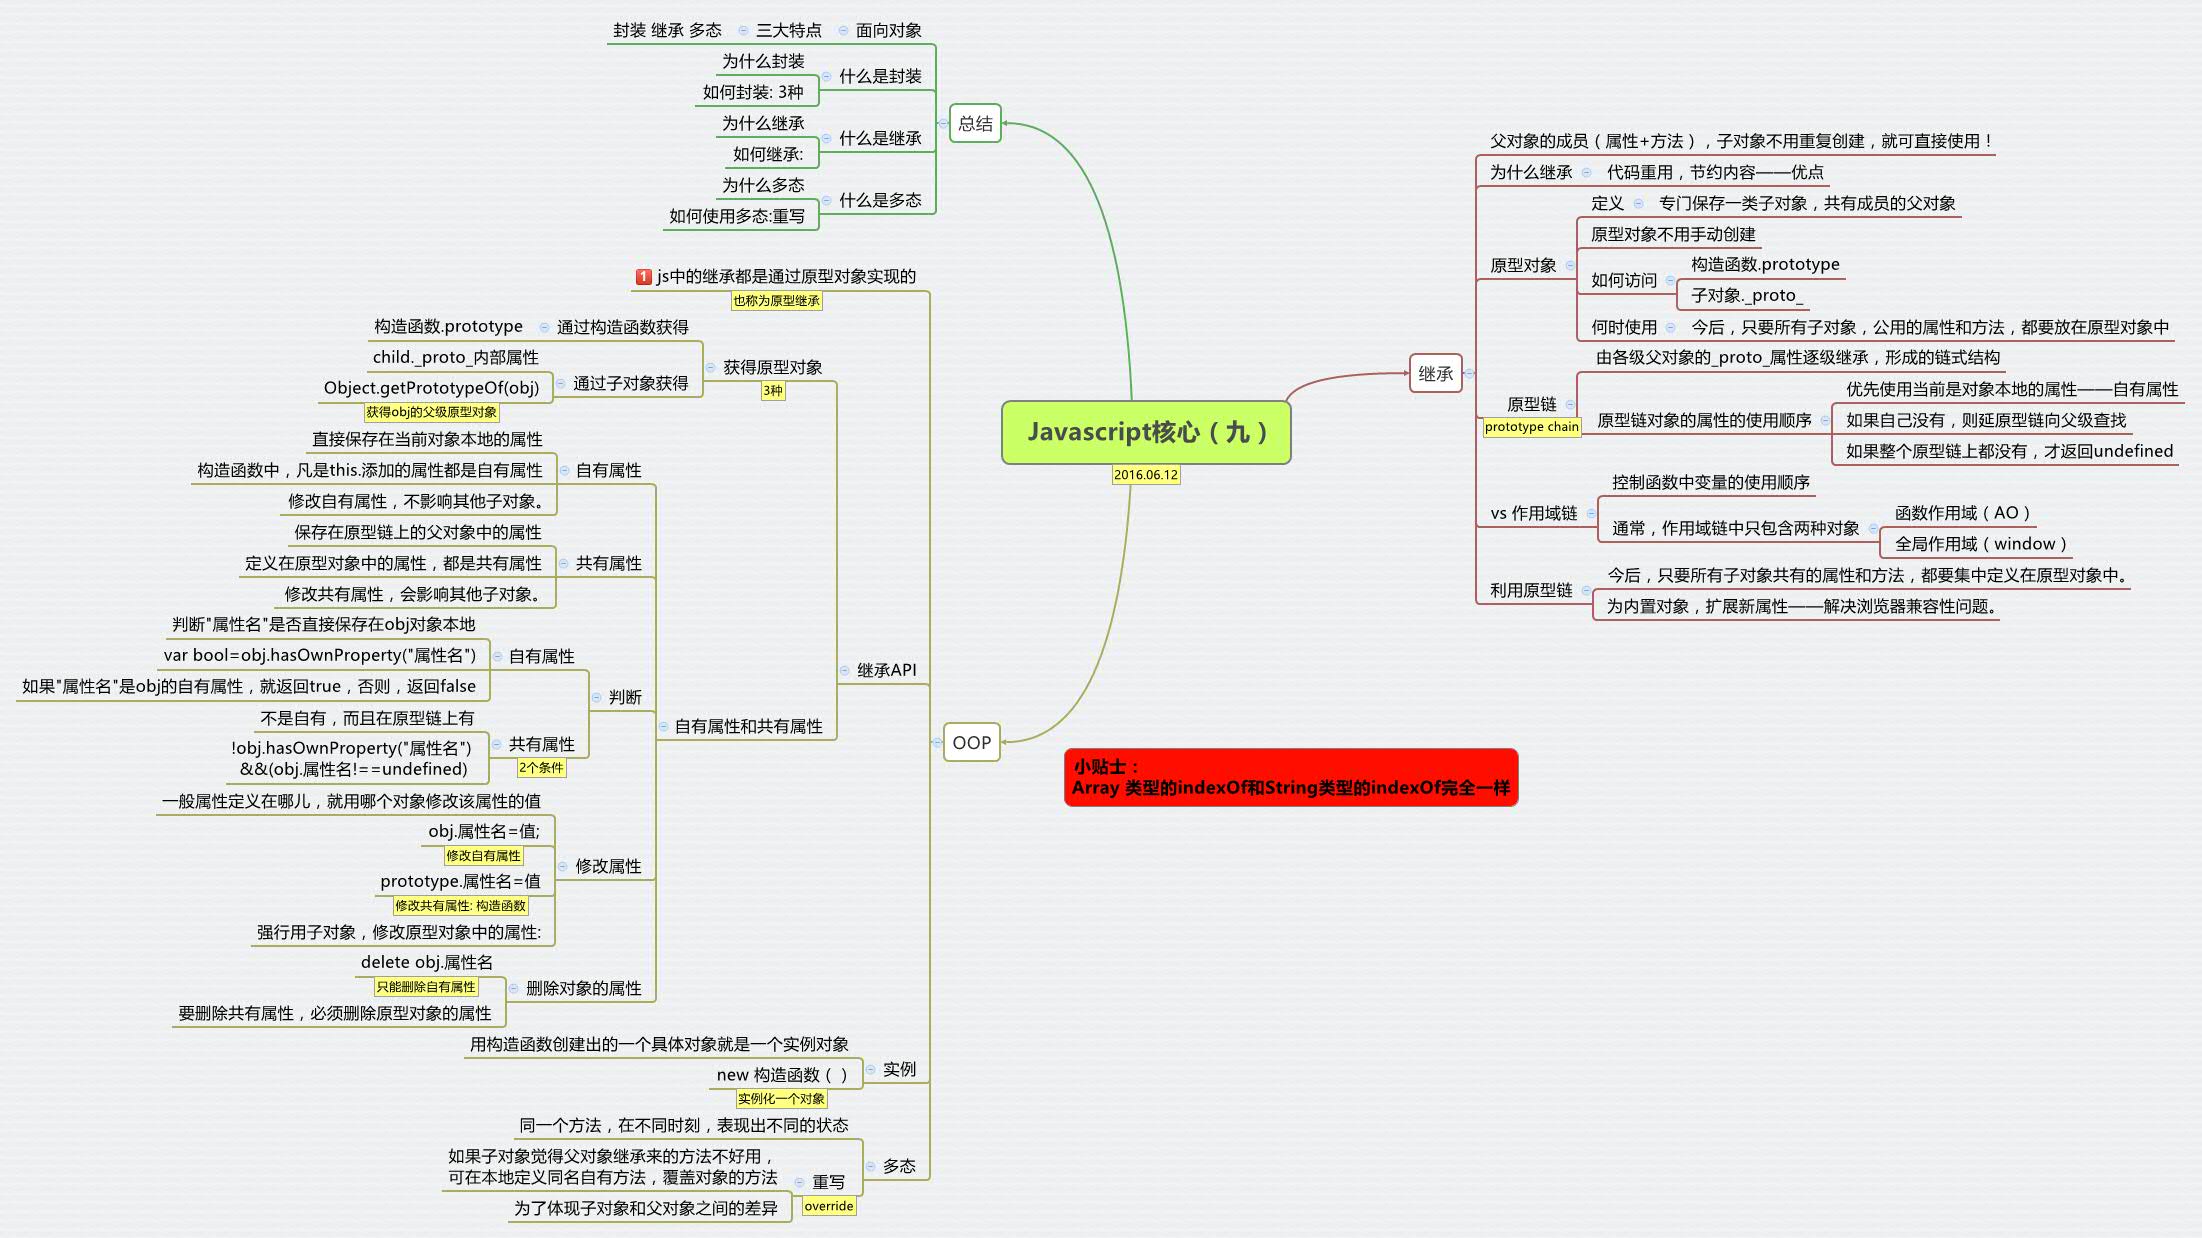 Javascript核心（九）
2016.06.12
继承
父对象的成员（属性+方法），子对象不用重复创建，就可直接使用！
为什么继承
代码重用，节约内容——优点
原型对象
定义
专门保存一类子对象，共有成员的父对象
原型对象不用手动创建
如何访问
构造函数.prototype
子对象._proto_
何时使用
今后，只要所有子对象，公用的属性和方法，都要放在原型对象中
原型链
prototype chain
由各级父对象的_proto_属性逐级继承，形成的链式结构
原型链对象的属性的使用顺序
优先使用当前是对象本地的属性——自有属性
如果自己没有，则延原型链向父级查找
如果整个原型链上都没有，才返回undefined
vs 作用域链
控制函数中变量的使用顺序
通常，作用域链中只包含两种对象
函数作用域（AO）
全局作用域（window）
利用原型链
今后，只要所有子对象共有的属性和方法，都要集中定义在原型对象中。
为内置对象，扩展新属性——解决浏览器兼容性问题。
总结
面向对象
三大特点
封装 继承 多态
什么是封装
为什么封装
如何封装: 3种
什么是继承
为什么继承
如何继承:
什么是多态
为什么多态
如何使用多态:重写
OOP
1 js中的继承都是通过原型对象实现的
也称为原型继承
继承API
获得原型对象
3种
通过构造函数获得
构造函数.prototype
通过子对象获得
child._proto_内部属性
Object.getPrototypeOf(obj)
获得obj的父级原型对象
自有属性和共有属性
自有属性
直接保存在当前对象本地的属性
构造函数中，凡是this.添加的属性都是自有属性
修改自有属性，不影响其他子对象。
共有属性
保存在原型链上的父对象中的属性
定义在原型对象中的属性，都是共有属性
修改共有属性，会影响其他子对象。
判断
自有属性
判断"属性名"是否直接保存在obj对象本地
var bool=obj.hasOwnProperty("属性名")
如果"属性名"是obj的自有属性，就返回true，否则，返回false
共有属性
2个条件
不是自有，而且在原型链上有
!obj.hasOwnProperty("属性名")
&&(obj.属性名!==undefined)
修改属性
一般属性定义在哪儿，就用哪个对象修改该属性的值
obj.属性名=值;
修改自有属性
prototype.属性名=值
修改共有属性: 构造函数
强行用子对象，修改原型对象中的属性:
删除对象的属性
delete obj.属性名
只能删除自有属性
要删除共有属性，必须删除原型对象的属性
实例
用构造函数创建出的一个具体对象就是一个实例对象
new 构造函数（ ）
实例化一个对象
多态
同一个方法，在不同时刻，表现出不同的状态
重写
override
如果子对象觉得父对象继承来的方法不好用，
可在本地定义同名自有方法，覆盖对象的方法
为了体现子对象和父对象之间的差异
小贴士：
Array 类型的indexOf和String类型的indexOf完全一样